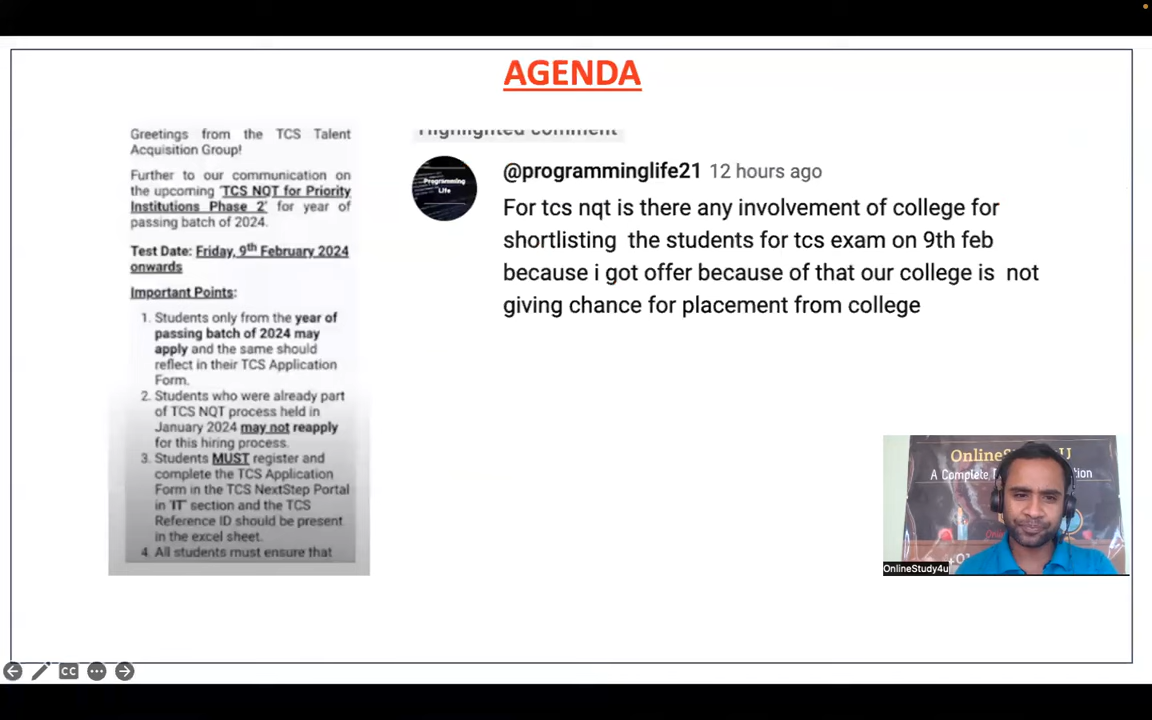 AGENDA
Greetings from the TCS Talent
Acquisition Group!
Further to our communication on
the upcoming 'TCS NQT for Priority
Institutions Phase 2' for year of
passing batch of 2024.
Test Date: Friday, 9th February 2024
onwards
Important Points:
1. Students only from the year of
passing batch of 2024 may
apply and the same should
reflect in their TCS Application
Form.
2. Students who were already part
of TCS NQT process held in
January 2024 may not reapply
for this hiring process.
3. Students MUST register and
complete the TCS Application
Form in the TCS NextStep Portal
in 'IT' section and the TCS
Reference ID should be present
in the excel sheet.
4. All students must ensure that
Highlighted comment
Programming
Life
@programminglife21 12 hours ago
For tcs nqt is there any involvement of college for
shortlisting the students for tcs exam on 9th feb
because i got offer because of that our college is not
giving chance for placement from college
A Complete
OnlineStudy4u
CC